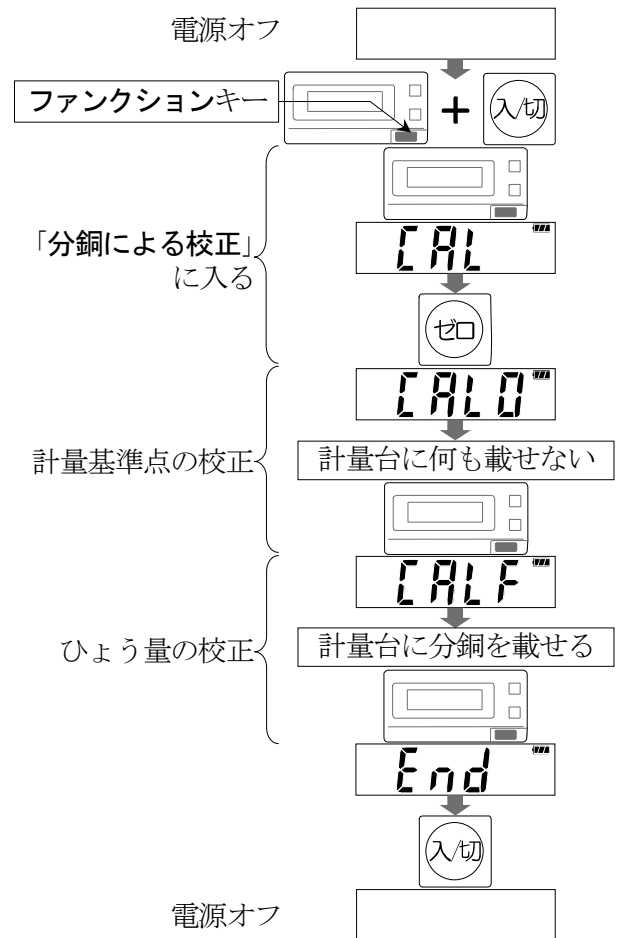 電源オフ
ファンクションキー
+
入/切
「分銅による校正」
に入る
CAL
ゼロ
CAL 0
計量基準点の校正
計量台に何も載せない
CAL F
ひょう量の校正
計量台に分銅を載せる
End
入/切
電源オフ